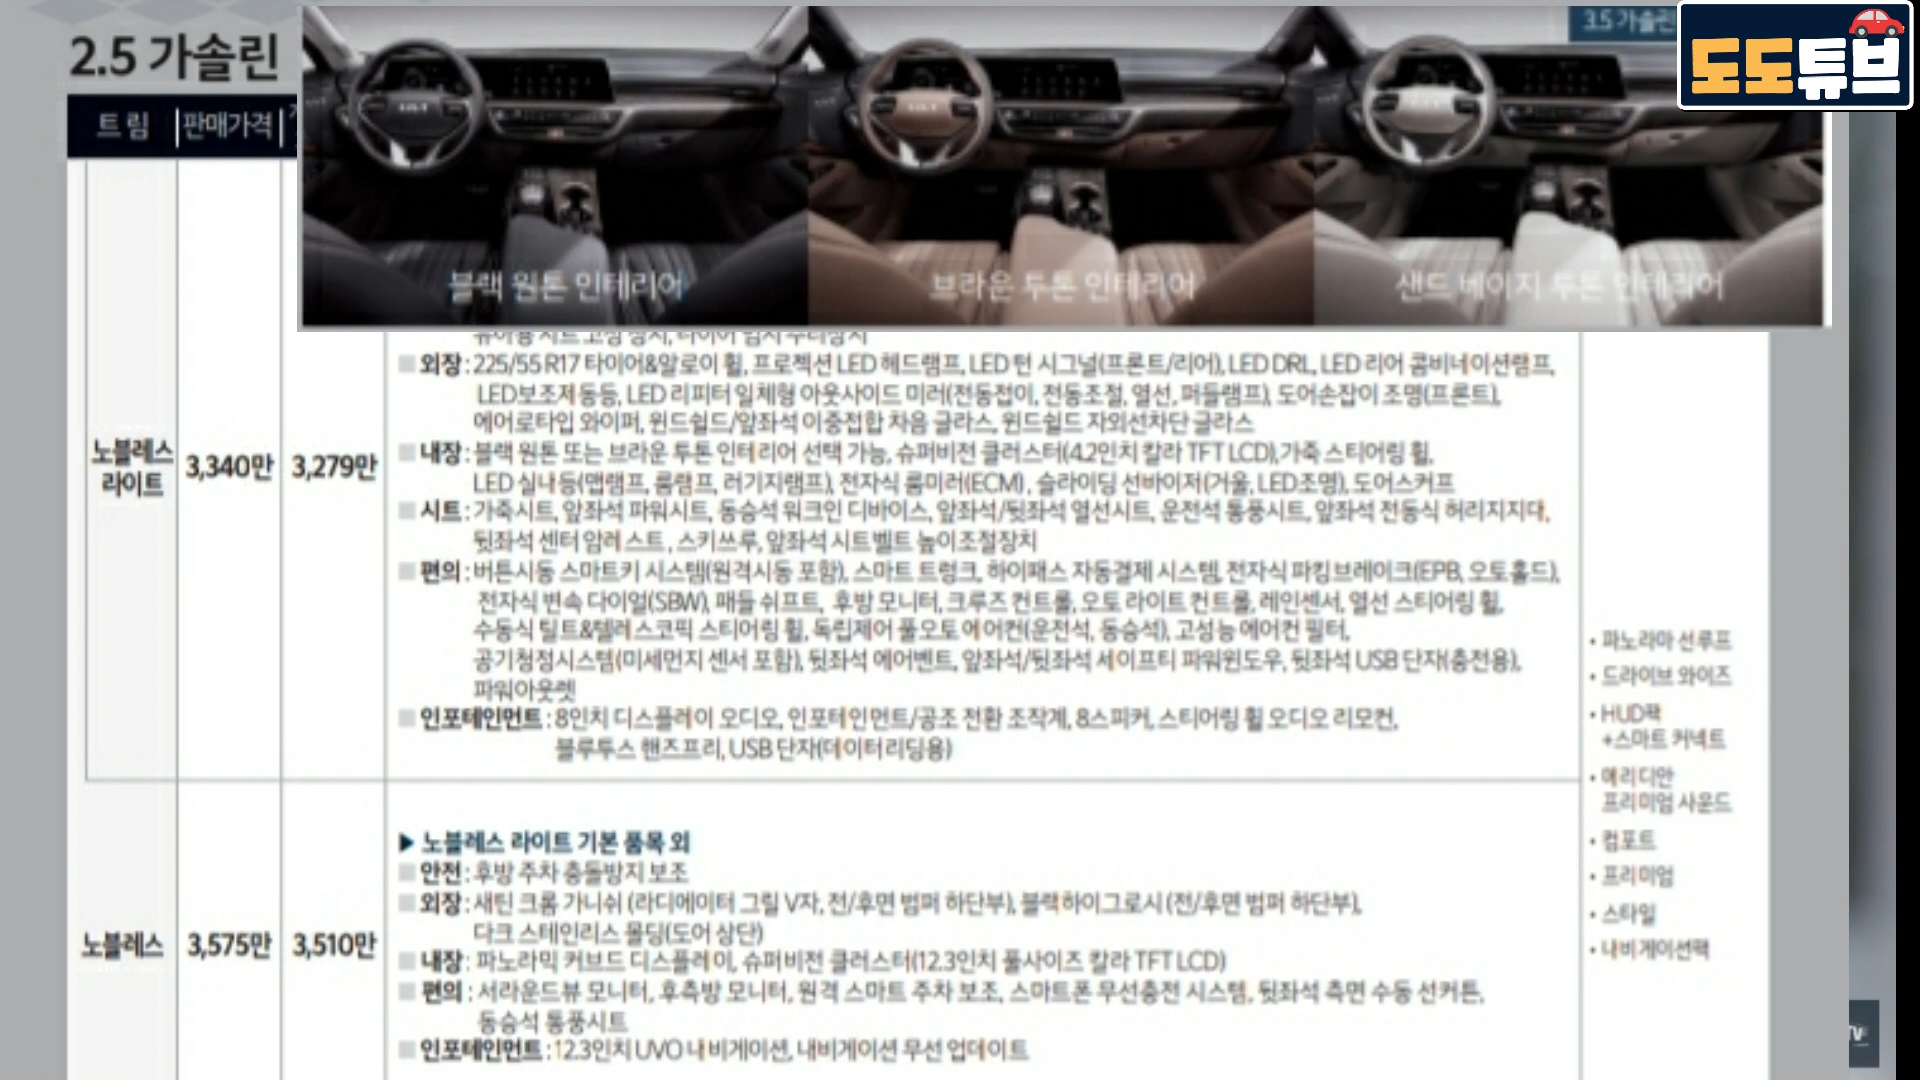 2.5 가솔린
3.5 가솔린
도도튜브
트 림
판매가격
블랙 원톤 인테리어
브라운 투톤 인테리어
샌드 베이지 투톤 인테리어
유아용 시트 고정 장치, 타이어 임시 수리장치
외장 : 225/55 R17 타이어&알로이 휠, 프로젝션 LED 헤드램프, LED 턴 시그널(프론트/리어), LED DRL, LED 리어 콤비네이션램프,
LED보조제동등, LED 리피터 일체형 아웃사이드 미러(전동접이, 전동조절, 열선, 퍼들램프), 도어손잡이 조명(프론트),
에어로타입 와이퍼, 윈드쉴드/앞좌석 이중접합 차음 글라스, 윈드쉴드 자외선차단 글라스
노블레스
라이트
3,340만
3,279만
내장 : 블랙 원톤 또는 브라운 투톤 인테리어 선택 가능, 슈퍼비전 클러스터(4.2인치 칼라 TFT LCD), 가죽 스티어링 휠,
LED 실내등(맵램프, 룸램프, 러기지램프), 전자식 룸미러(ECM), 슬라이딩 선바이저(거울, LED조명), 도어스커프
시트 : 가죽시트, 앞좌석 파워시트, 동승석 워크인 디바이스, 앞좌석/뒷좌석 열선시트, 운전석 통풍시트, 앞좌석 전동식 허리지지대,
뒷좌석 센터 암레스트, 스키쓰루, 앞좌석 시트벨트 높이조절장치
편의 : 버튼시동 스마트키 시스템(원격시동 포함), 스마트 트렁크, 하이패스 자동결제 시스템, 전자식 파킹브레이크(EPB, 오토홀드),
전자식 변속 다이얼(SBW), 패들 쉬프트, 후방 모니터, 크루즈 컨트롤, 오토 라이트 컨트롤, 레인센서, 열선 스티어링 휠,
수동식 틸트&텔레스코픽 스티어링 휠, 독립제어 풀오토 에어컨(운전석, 동승석), 고성능 에어컨 필터,
공기청정시스템(미세먼지 센서 포함), 뒷좌석 에어벤트, 앞좌석/뒷좌석 세이프티 파워윈도우, 뒷좌석 USB 단자(충전용),
파워아웃렛
인포테인먼트 : 8인치 디스플레이 오디오, 인포테인먼트/공조 전환 조작계, 8스피커, 스티어링 휠 오디오 리모컨,
블루투스 핸즈프리, USB 단자(데이터리딩용)
• 파노라마 선루프
• 드라이브 와이즈
• HUD팩
+스마트 커넥트
• 메리디안
프리미엄 사운드
• 컴포트
• 프리미엄
• 스타일
• 내비게이션팩
▶ 노블레스 라이트 기본 품목 외
안전 : 후방 주차 충돌방지 보조
외장 : 새틴 크롬 가니쉬 (라디에이터 그릴 V자, 전/후면 범퍼 하단부), 블랙하이그로시 (전/후면 범퍼 하단부),
다크 스테인리스 몰딩(도어 상단)
노블레스
3,575만
3,510만
내장 : 파노라믹 커브드 디스플레이, 슈퍼비전 클러스터(12.3인치 풀사이즈 칼라 TFT LCD)
편의 : 서라운드뷰 모니터, 후측방 모니터, 원격 스마트 주차 보조, 스마트폰 무선충전 시스템, 뒷좌석 측면 수동 선커튼,
동승석 통풍시트
인포테인먼트 : 12.3인치 UVO 내비게이션, 내비게이션 무선 업데이트